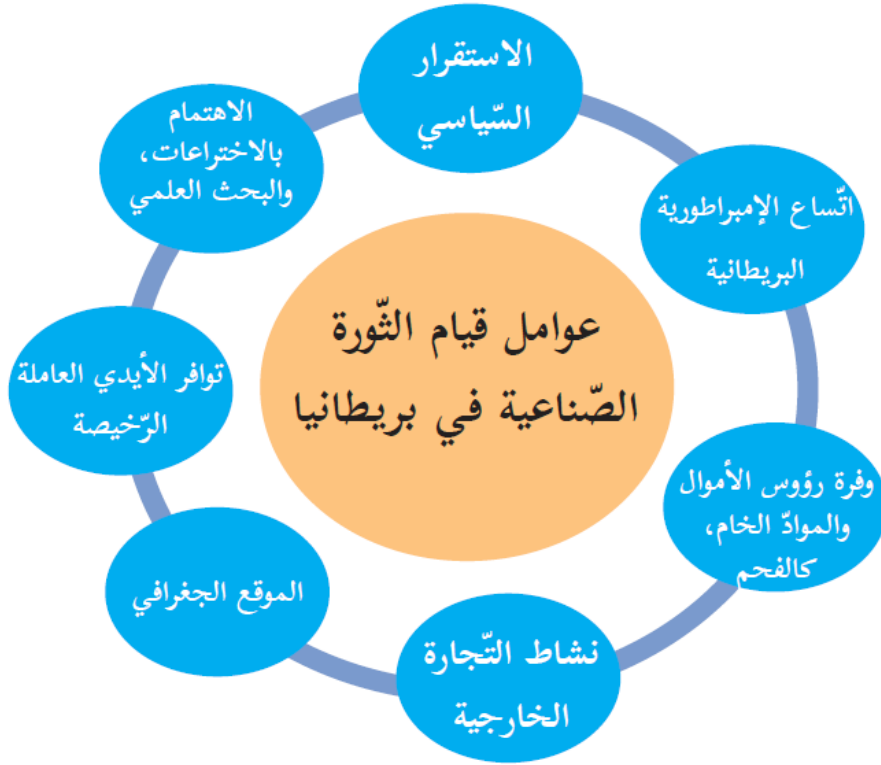 عوامل قيام الثّورة
الصّناعية في بريطانيا
الاستقرار
السّياسي
اتّساع الإمبراطورية
البريطانية
وفرة رؤوس الأموال
والموادّ الخام،
كالفحم
نشاط التّجارة
الخارجية
الموقع الجغرافي
توافر الأيدي العاملة
الرّخيصة
الاهتمام
بالاختراعات،
والبحث العلمي